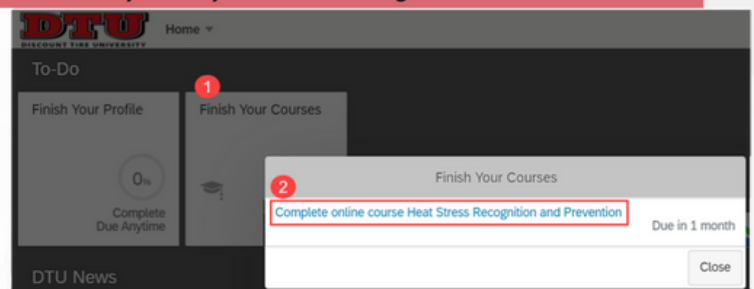 DTU
DISCOUNT TIRE UNIVERSITY
Home
To-Do
1
Finish Your Profile
Finish Your Courses
0%
Complete
Due Anytime
Finish Your Courses
2
Complete online course Heat Stress Recognition and Prevention
Due in 1 month
Close
DTU News